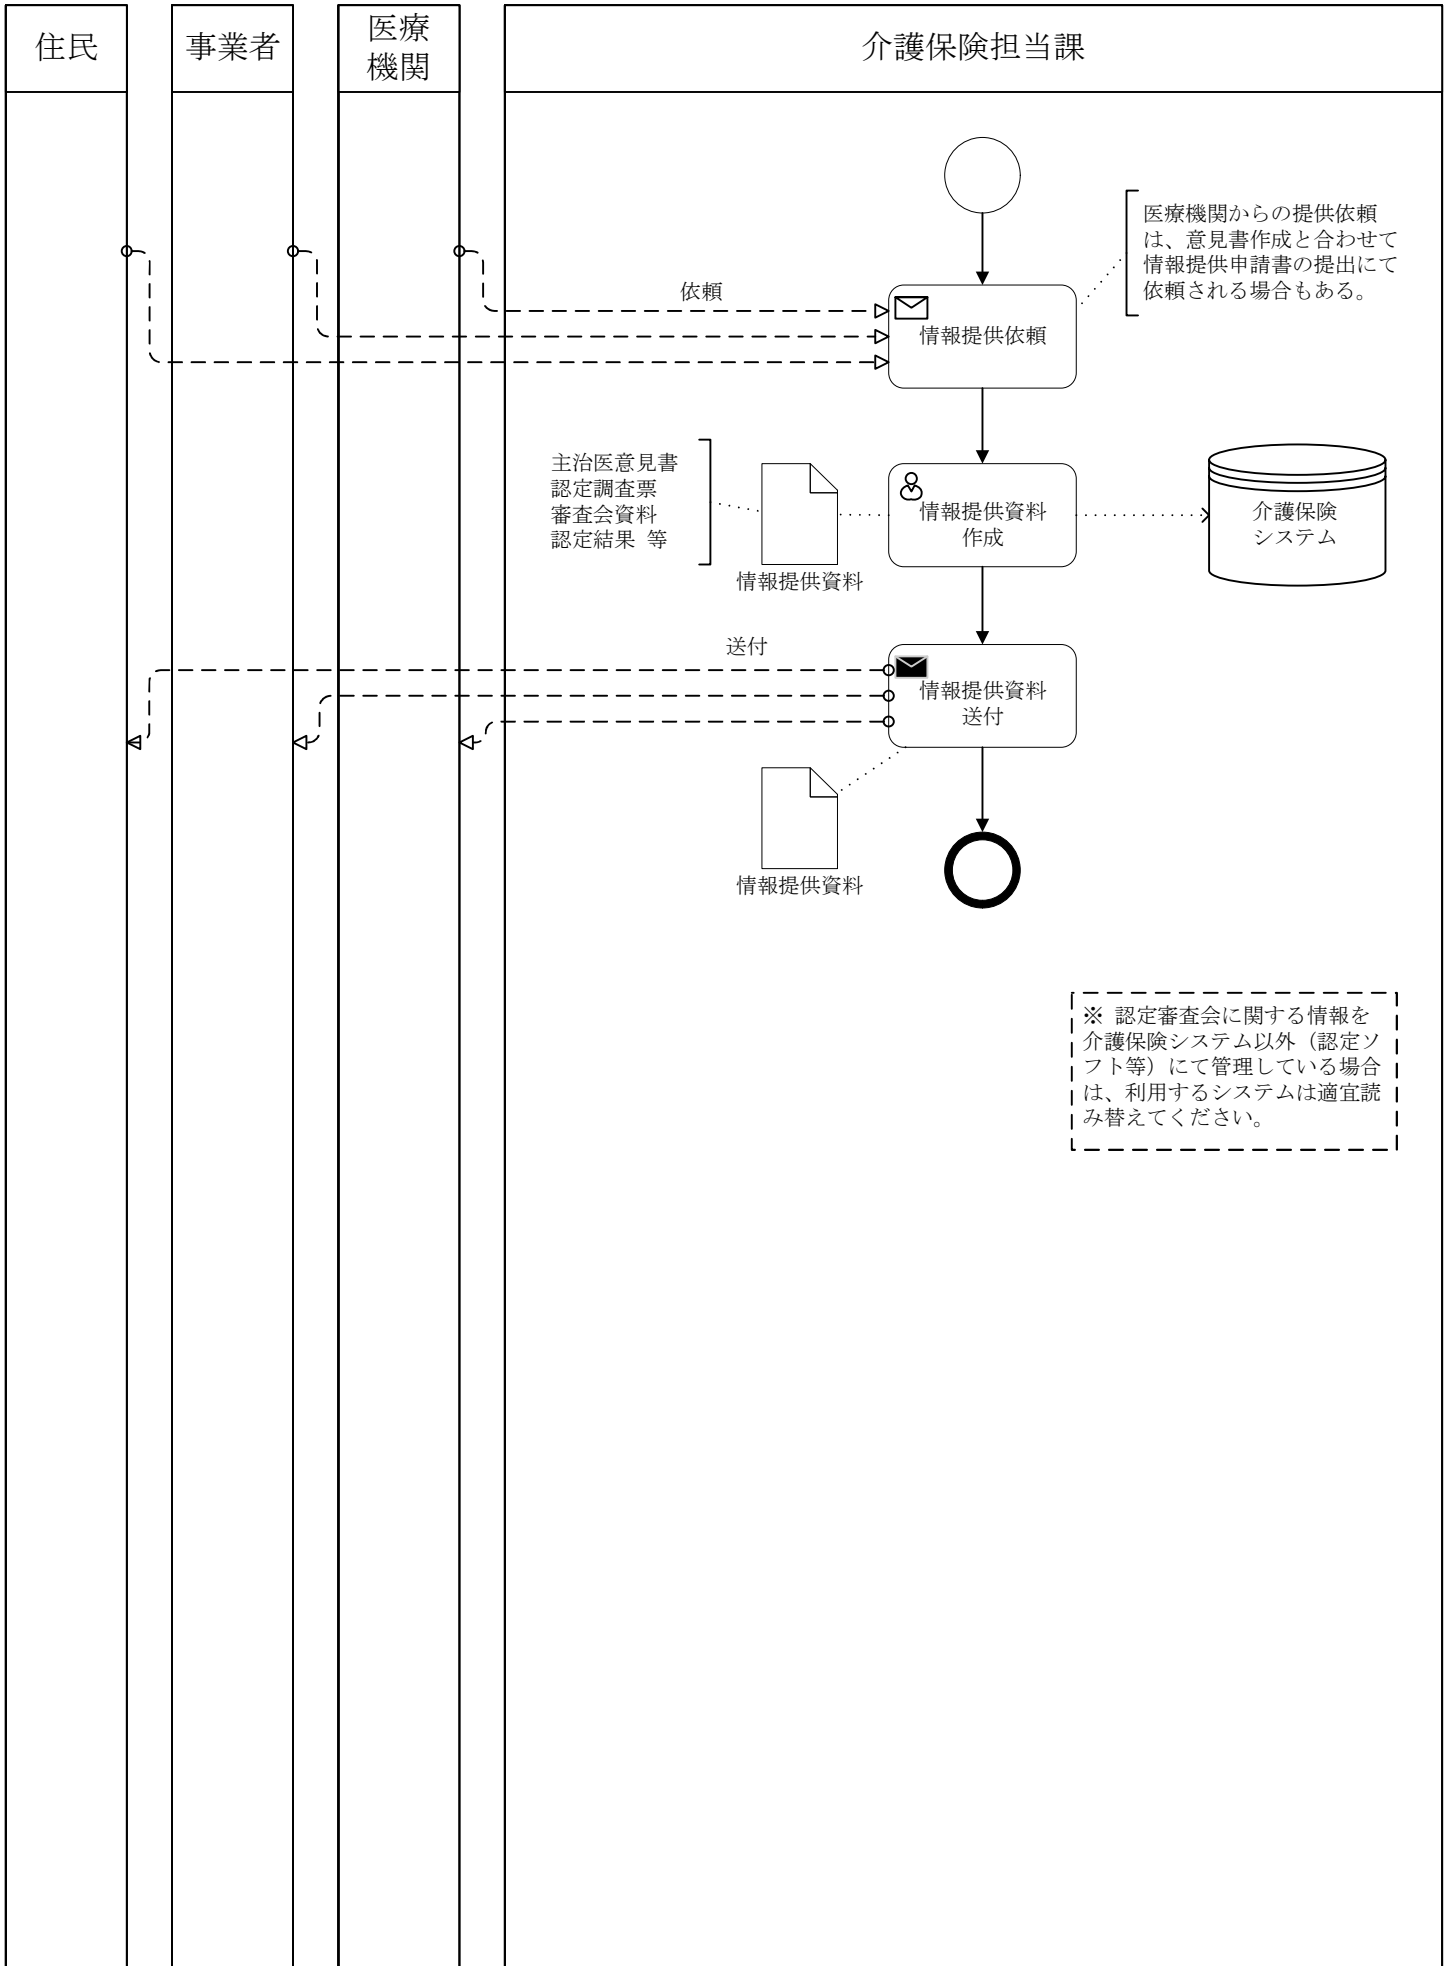 住民
事業者
医療
機関
介護保険担当課
医療機関からの提供依頼
は、意見書作成と合わせて
情報提供申請書の提出にて
依頼される場合もある。
依頼
情報提供依頼
主治医意見書
認定調査票
審査会資料
認定結果 等
情報提供資料
情報提供資料
作成
介護保険
システム
送付
情報提供資料
送付
情報提供資料
※ 認定審査会に関する情報を
介護保険システム以外（認定ソ
フト等）にて管理している場合
は、利用するシステムは適宜読
み替えてください。